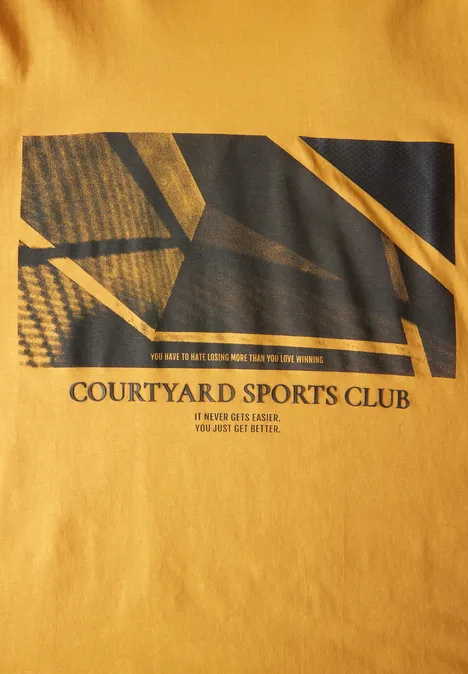 YOU HAVE TO HATE LOSING MORE THAN YOU LOVE WINNING
COURTYARD SPORTS CLUB
IT NEVER GETS EASIER.
YOU JUST GET BETTER.